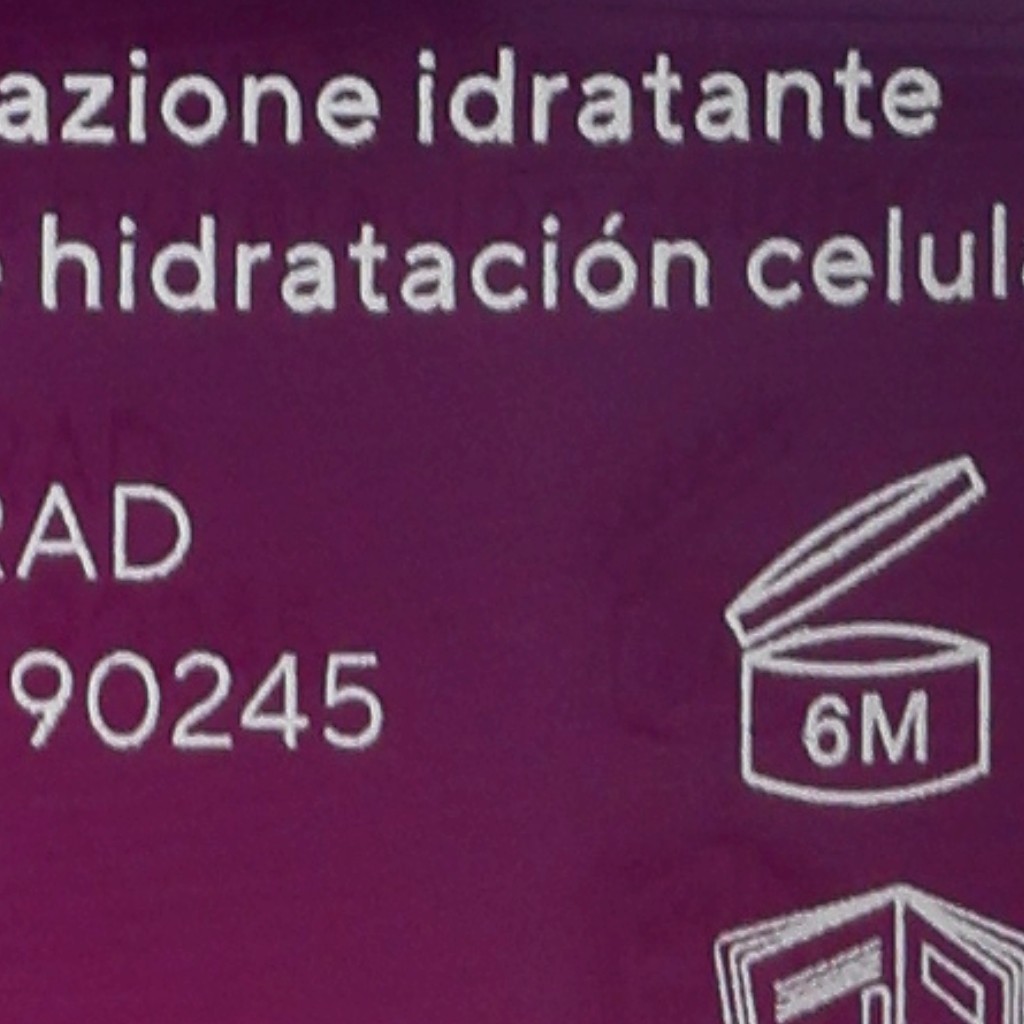 azione idratante
hidratación celul
RAD
90245
6M